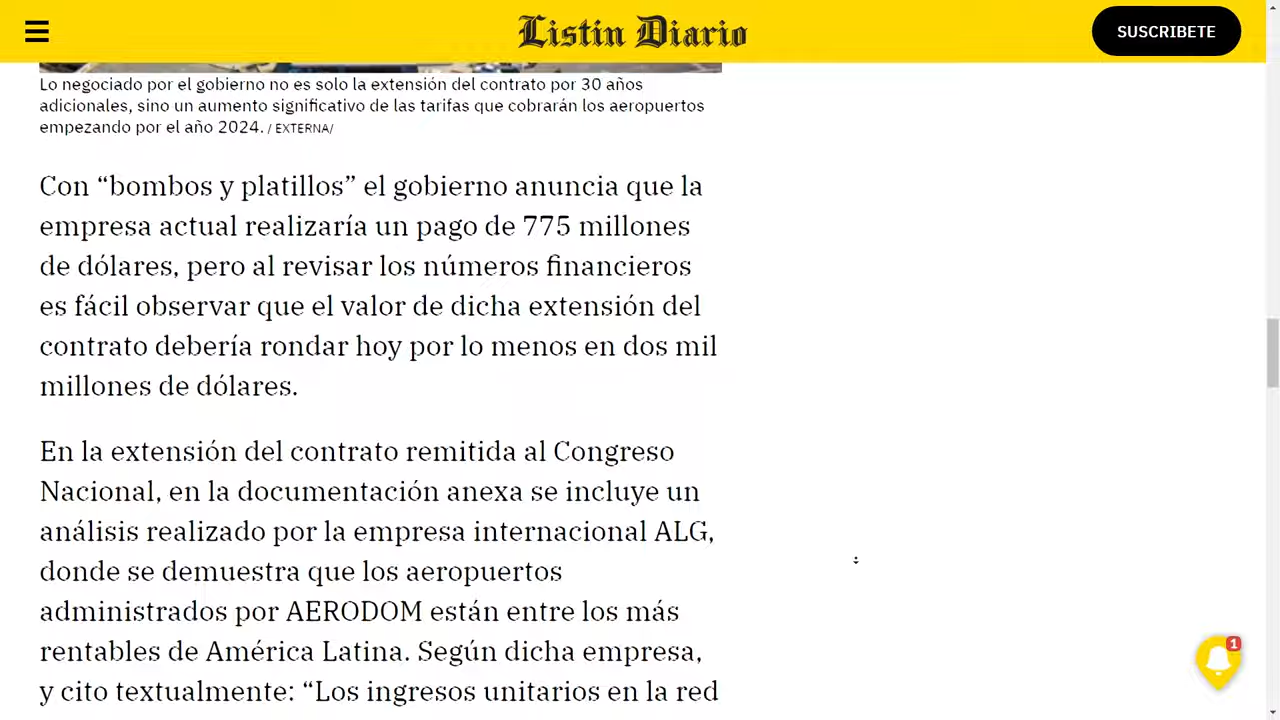 Listin Diario
SUSCRIBETE
Lo negociado por el gobierno no es solo la extensión del contrato por 30 años
adicionales, sino un aumento significativo de las tarifas que cobrarán los aeropuertos
empezando por el año 2024. / EXTERNA/
Con “bombos y platillos” el gobierno anuncia que la
empresa actual realizaría un pago de 775 millones
de dólares, pero al revisar los números financieros
es fácil observar que el valor de dicha extensión del
contrato debería rondar hoy por lo menos en dos mil
millones de dólares.
En la extensión del contrato remitida al Congreso
Nacional, en la documentación anexa se incluye un
análisis realizado por la empresa internacional ALG,
donde se demuestra que los aeropuertos
administrados por AERODOM están entre los más
rentables de América Latina. Según dicha empresa,
y cito textualmente: “Los ingresos unitarios en la red
1